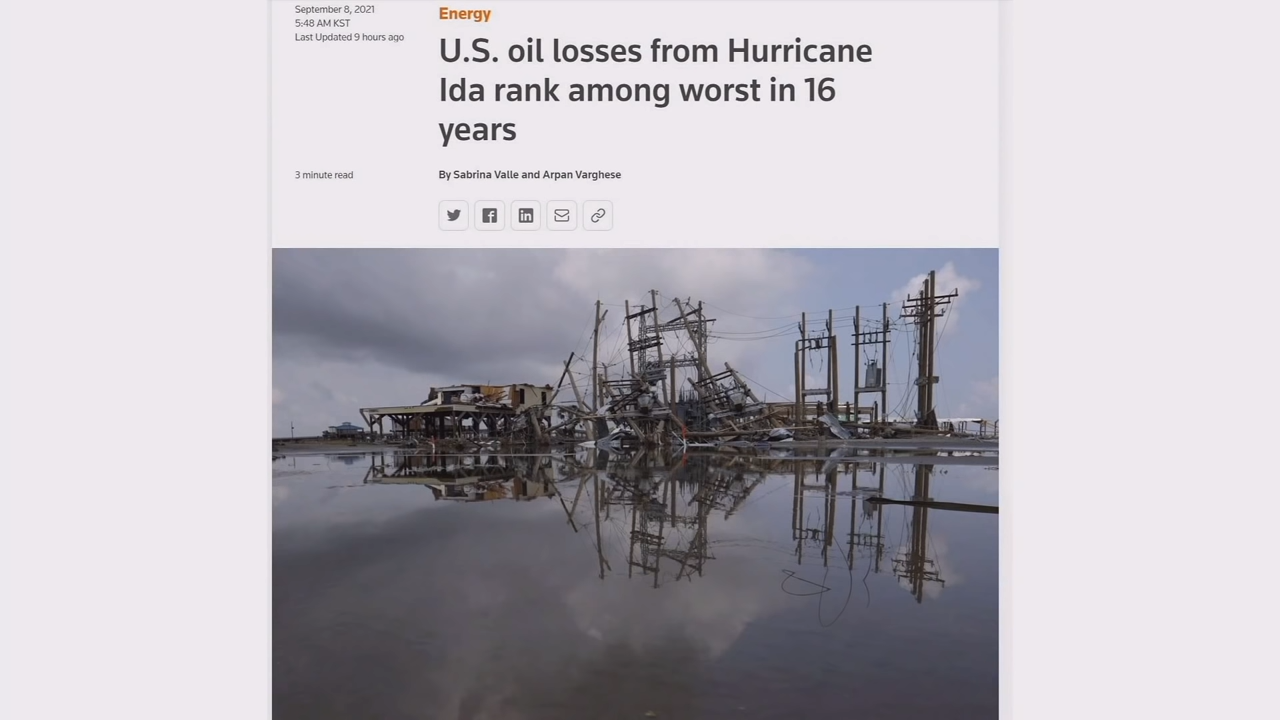 September 8, 2021
5:48 AM KST
Last Updated 9 hours ago
Energy
U.S. oil losses from Hurricane
Ida rank among worst in 16
years
3 minute read
By Sabrina Valle and Arpan Varghese